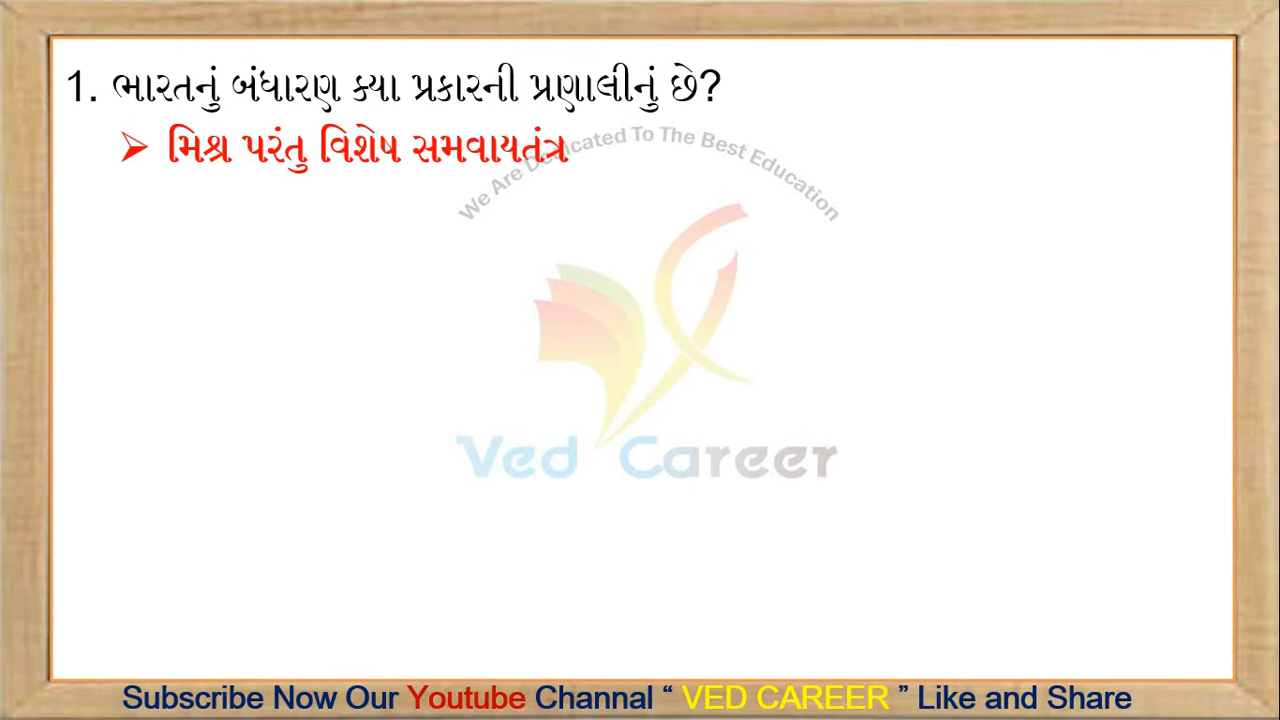 1. ભારતનું બંધારણ ક્યા પ્રકારની પ્રણાલીનું છે?
➢ મિશ્ર પરંતુ વિશેષ સમવાયતંત્ર
We Are Dedicated To The Best Education
Ved Career
Subscribe Now Our Youtube Channal “ VED CAREER ” Like and Share